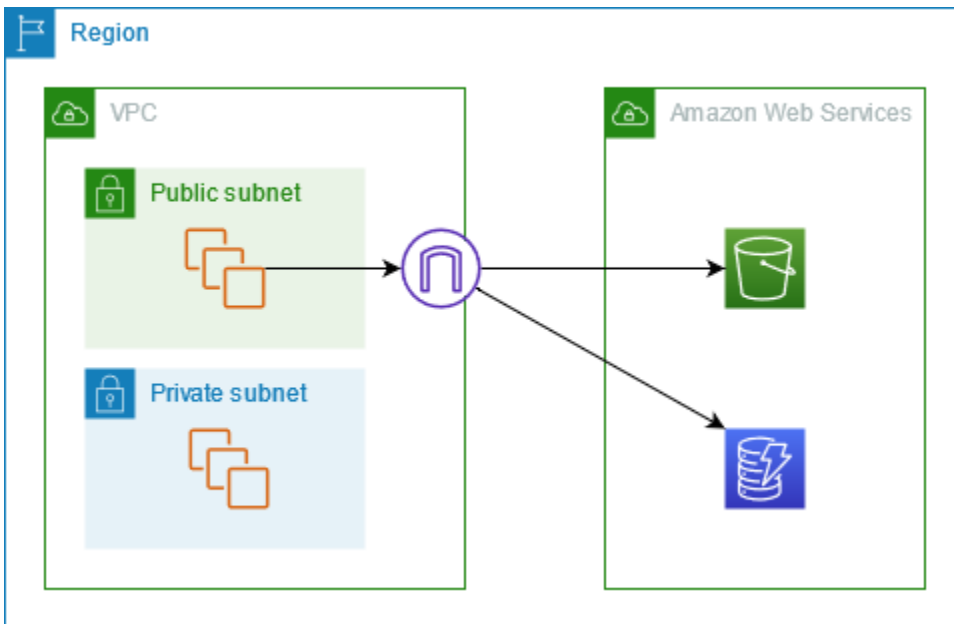 Region
VPC
Amazon Web Services
Public subnet
Private subnet